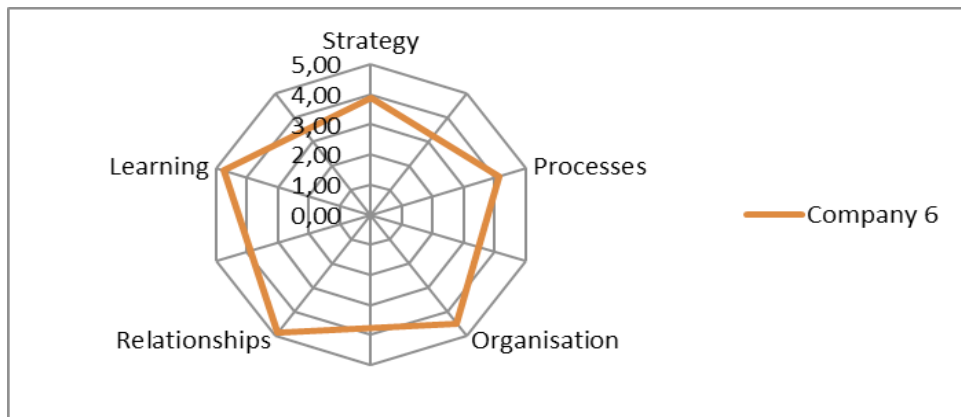 Strategy
5,00
4,00
3,00
2,00
1,00
0,00
Learning
Processes
Company 6
Relationships
Organisation